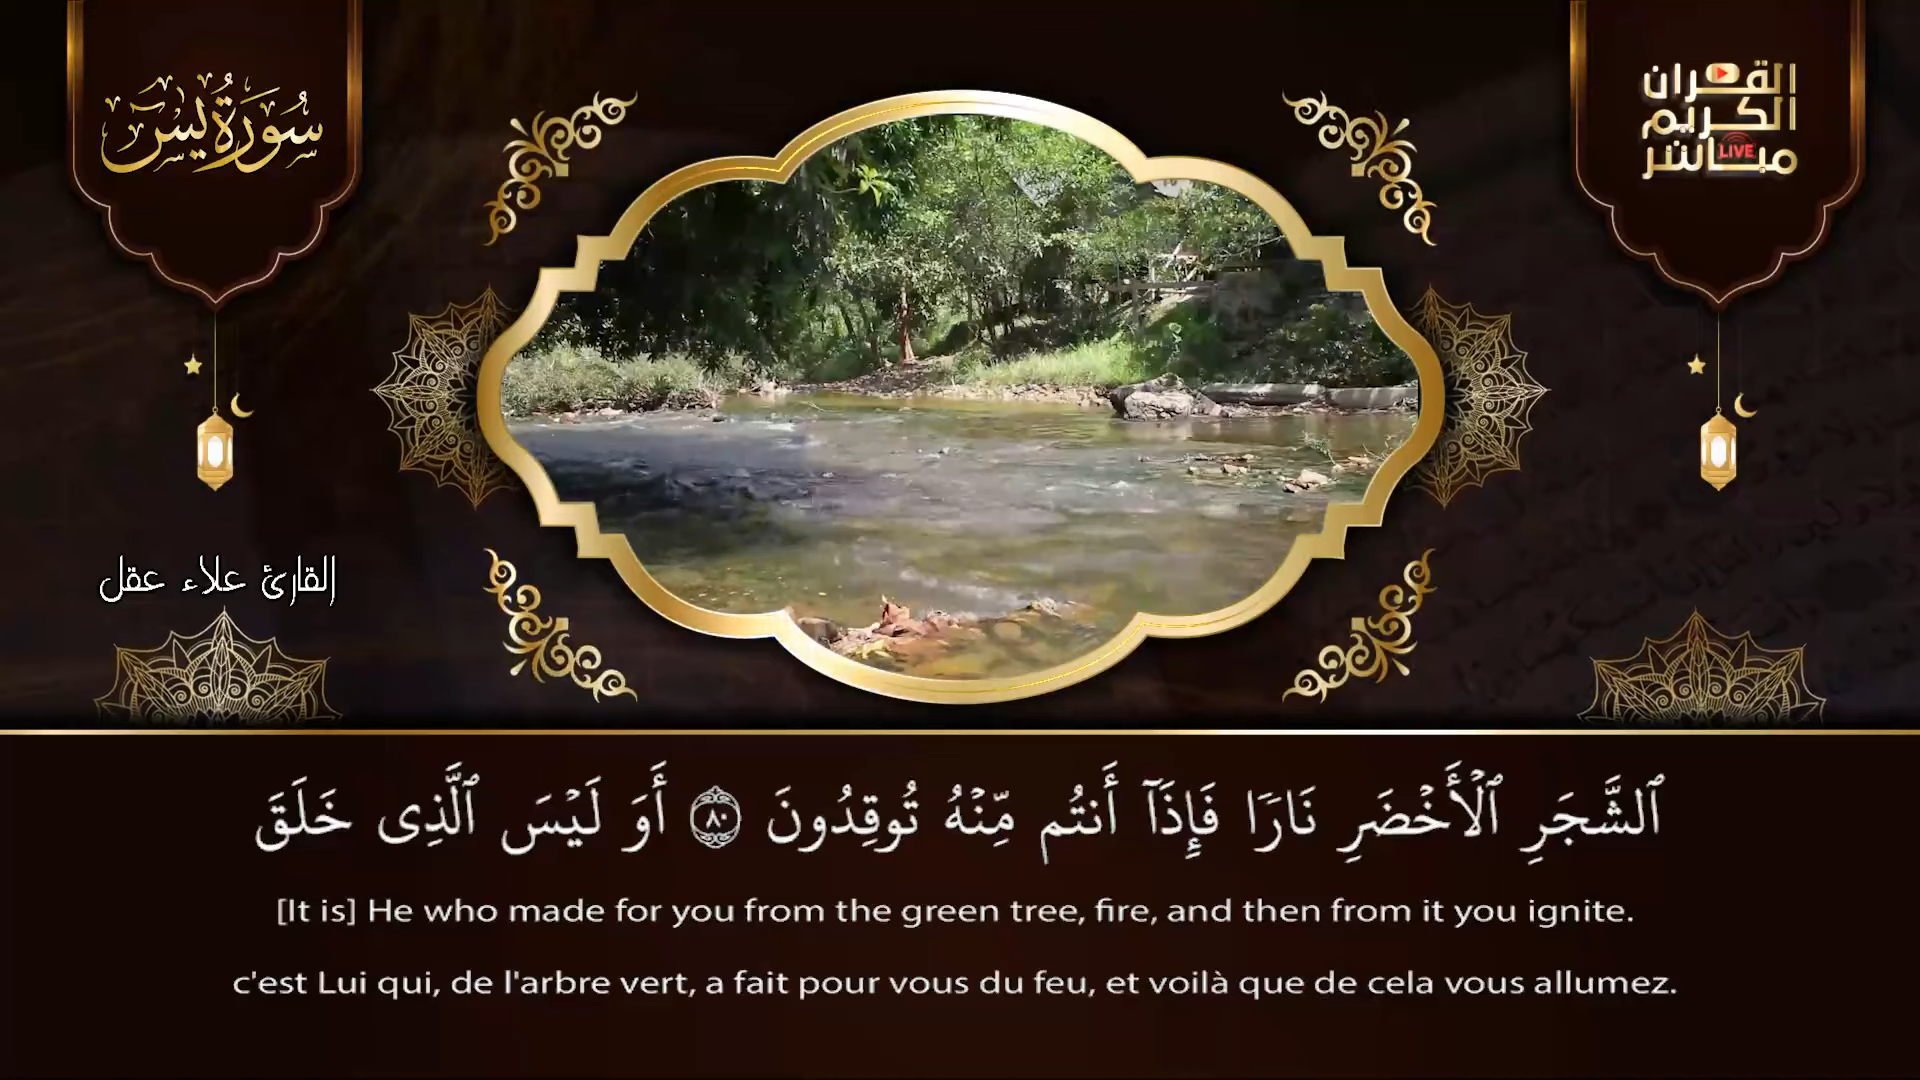 سُورَةُ يسٓ
القرآن
الكريم
مباشر
LIVE
القارئ علاء عقل
ٱلشَّجَرِ ٱلْأَخْضَرِ نَارًا فَإِذَآ أَنتُم مِّنْهُ تُوقِدُونَ ٨٠ أَوَ لَيْسَ ٱلَّذِى خَلَقَ
[It is] He who made for you from the green tree, fire, and then from it you ignite.
c'est Lui qui, de l'arbre vert, a fait pour vous du feu, et voilà que de cela vous allumez.